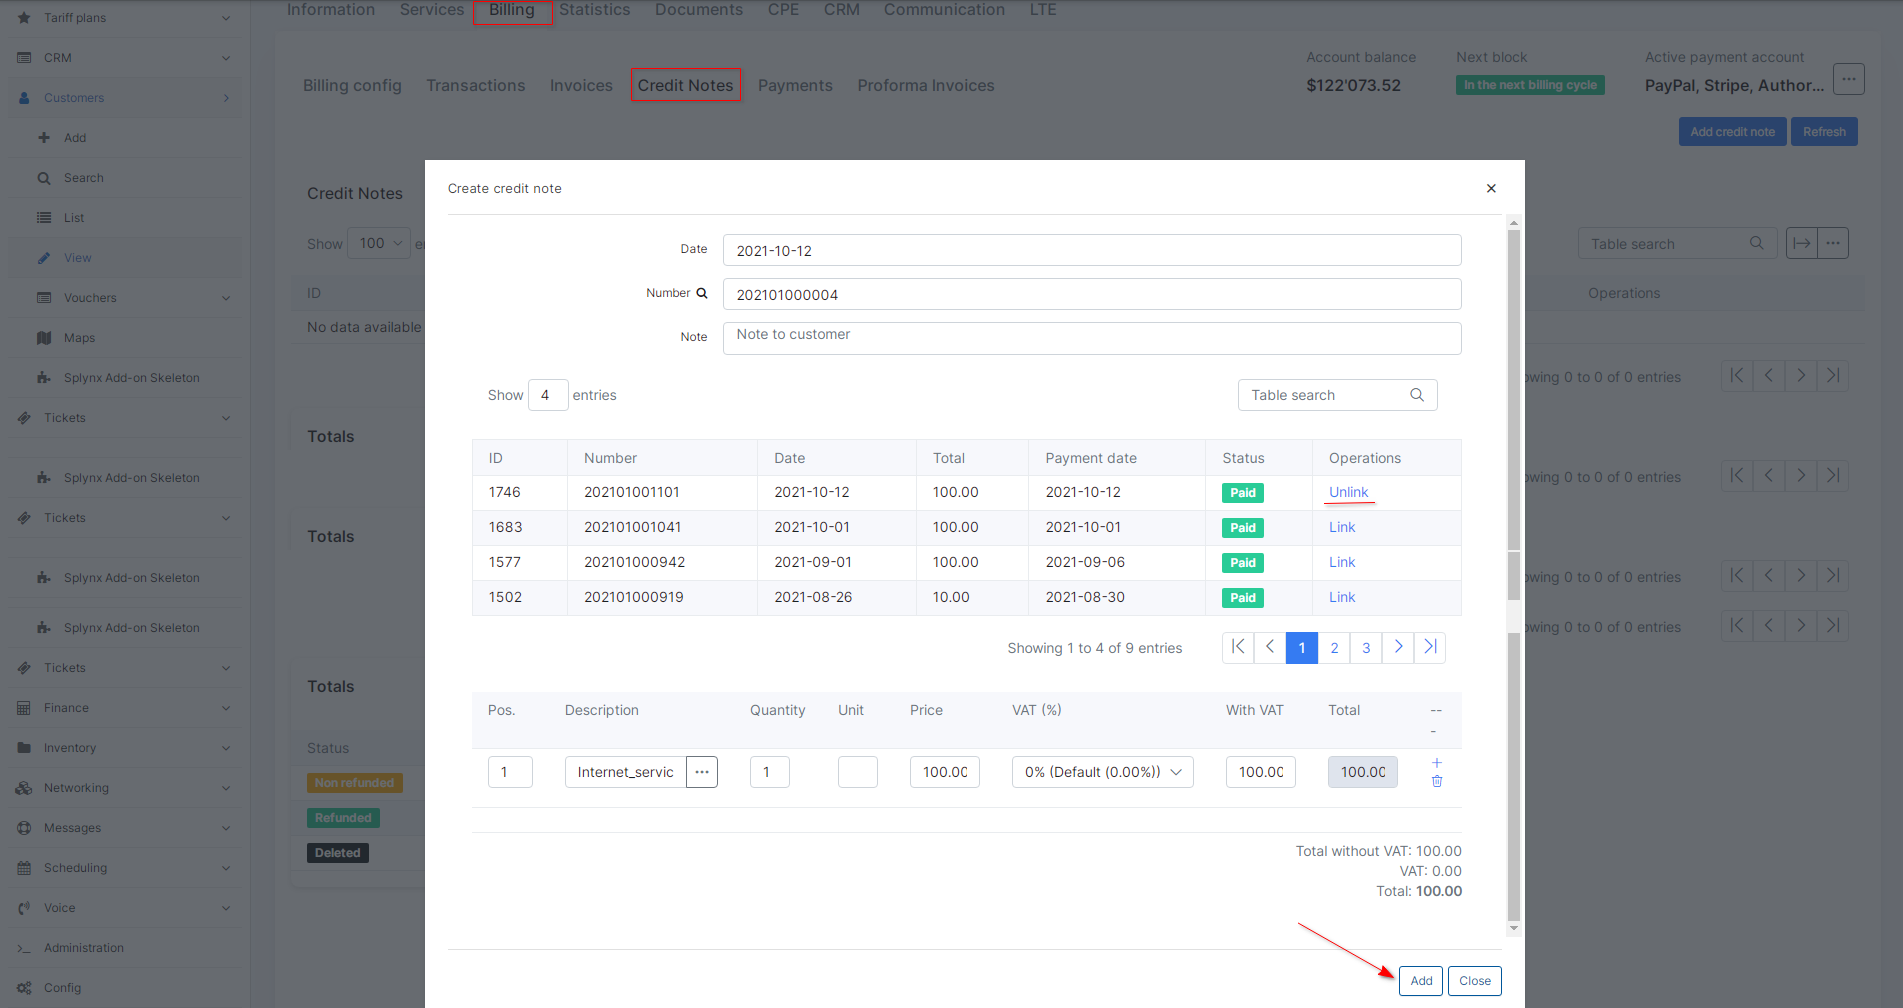 Information Services Billing Statistics Documents CPE CRM Communication LTE
Tariff plans
CRM
Customers
Add
Search
List
View
Vouchers
Maps
Splynx Add-on Skeleton
Tickets
Splynx Add-on Skeleton
Tickets
Splynx Add-on Skeleton
Splynx Add-on Skeleton
Tickets
Finance
Inventory
Networking
Messages
Scheduling
Voice
Administration
Config
Billing config Transactions Invoices Credit Notes Payments Proforma Invoices
Account balance
$122'073.52
Next block
In the next billing cycle
Active payment account
PayPal, Stripe, Author...
Add credit note Refresh
Credit Notes
Show 100
Table search
ID Operations
No data available
owing 0 to 0 of 0 entries
Totals
owing 0 to 0 of 0 entries
Totals
owing 0 to 0 of 0 entries
owing 0 to 0 of 0 entries
Totals
Status
Non refunded
Refunded
Deleted
Create credit note
Date 2021-10-12
Number 202101000004
Note Note to customer
Show 4 entries Table search
ID Number Date Total Payment date Status Operations
1746 202101001101 2021-10-12 100.00 2021-10-12 Paid Unlink
1683 202101001041 2021-10-01 100.00 2021-10-01 Paid Link
1577 202101000942 2021-09-01 100.00 2021-09-06 Paid Link
1502 202101000919 2021-08-26 10.00 2021-08-30 Paid Link
Showing 1 to 4 of 9 entries 1 2 3
Pos. Description Quantity Unit Price VAT (%) With VAT Total ---
1 Internet_servic ... 1 100.00 0% (Default (0.00%)) 100.00 100.00
Total without VAT: 100.00
VAT: 0.00
Total: 100.00
Add Close